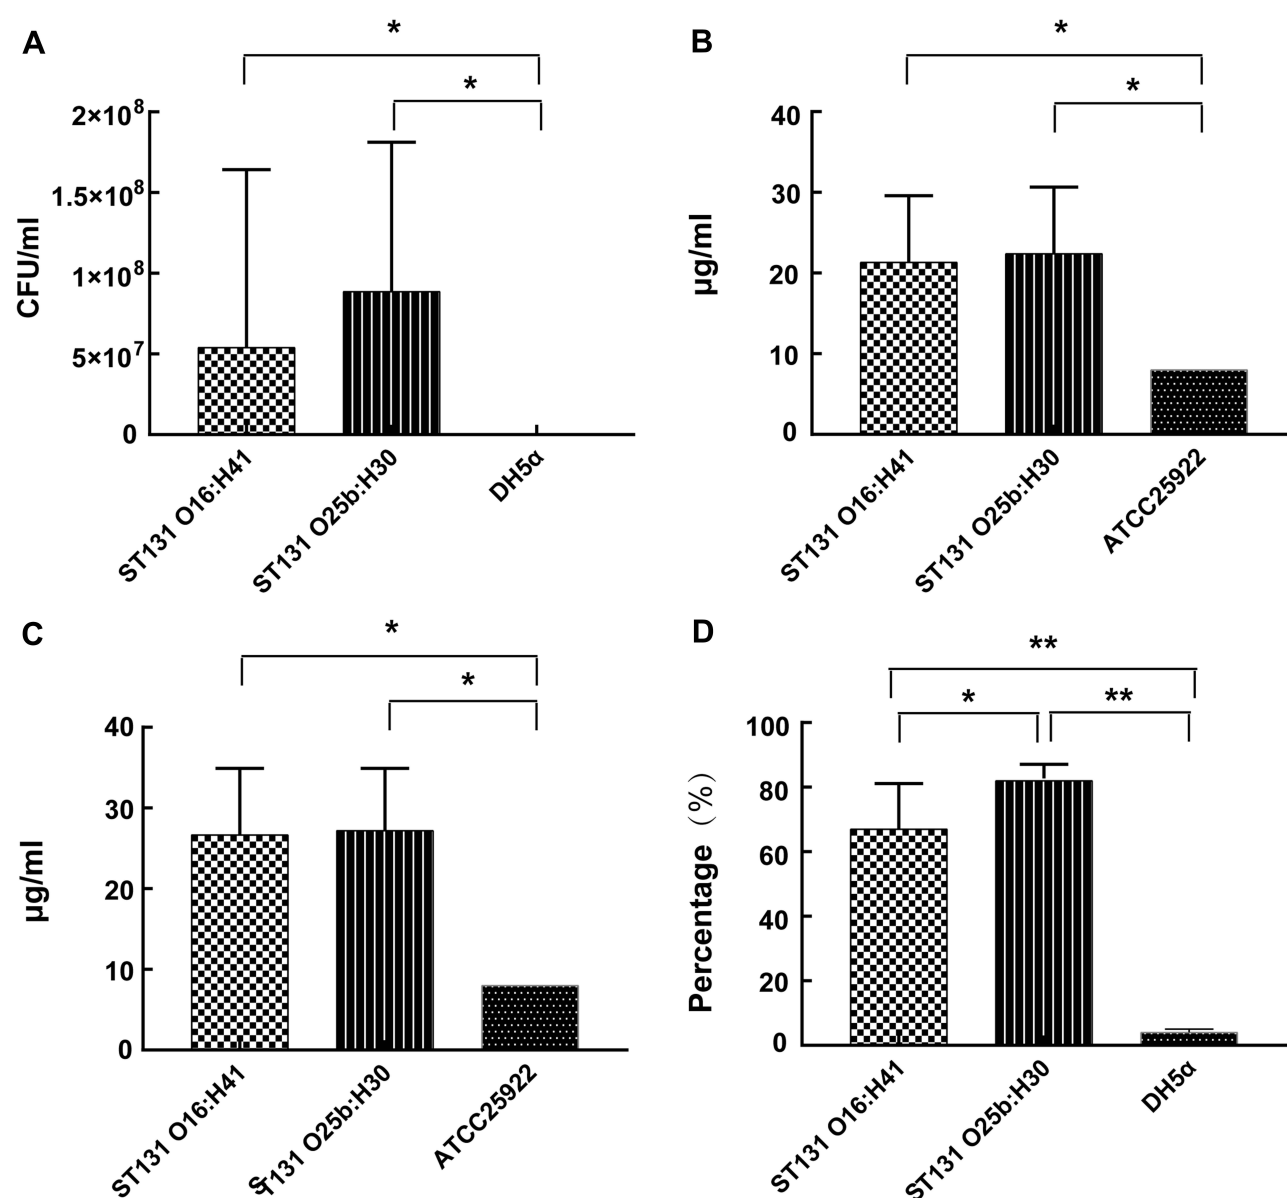 A
*
*
2×10⁸
1.5×10⁸
1×10⁸
5×10⁷
0
CFU/ml
ST131 O16:H41
ST131 O25b:H30
DH5α
B
*
*
40
30
20
10
0
μg/ml
ST131 O16:H41
ST131 O25b:H30
ATCC25922
C
*
*
40
30
20
10
0
μg/ml
ST131 O16:H41
ST131 O25b:H30
ATCC25922
D
**
*
**
100
80
60
40
20
0
Percentage（%）
ST131 O16:H41
ST131 O25b:H30
DH5α